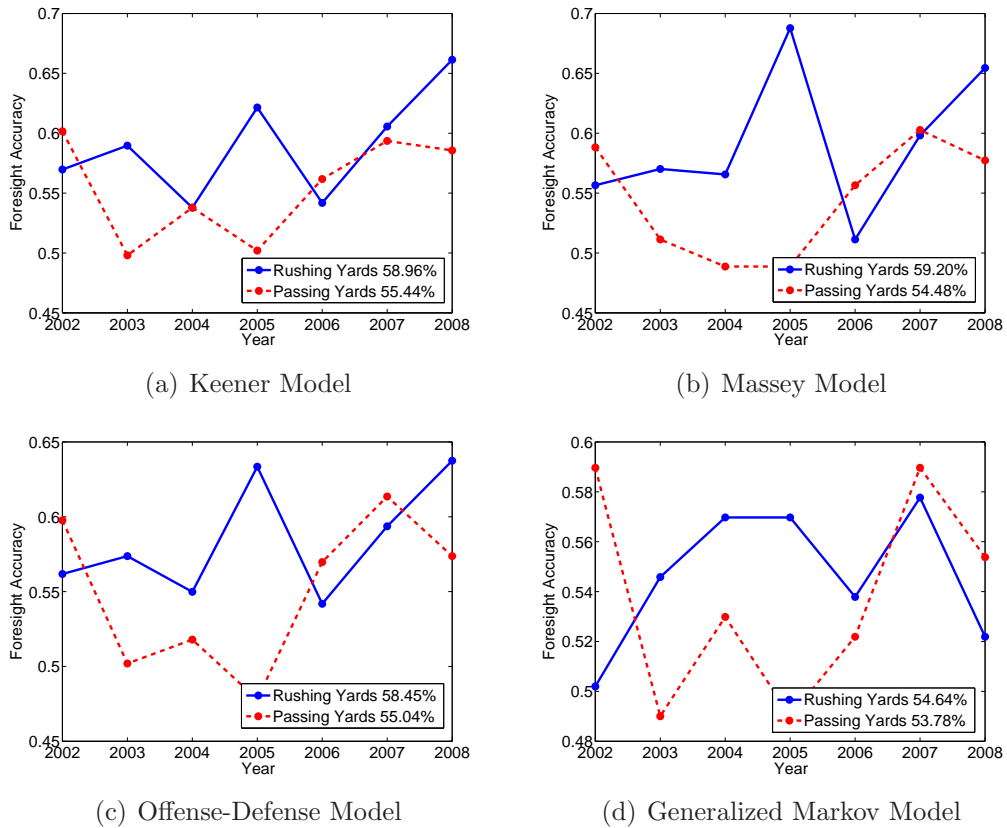 0.7
0.65
0.6
0.55
0.5
0.45
Foresight Accuracy
2002 2003 2004 2005 2006 2007 2008
Year
Rushing Yards 58.96%
Passing Yards 55.44%
(a) Keener Model
0.7
0.65
0.6
0.55
0.5
0.45
Foresight Accuracy
2002 2003 2004 2005 2006 2007 2008
Year
Rushing Yards 59.20%
Passing Yards 54.48%
(b) Massey Model
0.65
0.6
0.55
0.5
0.45
Foresight Accuracy
2002 2003 2004 2005 2006 2007 2008
Year
Rushing Yards 58.45%
Passing Yards 55.04%
(c) Offense-Defense Model
0.6
0.58
0.56
0.54
0.52
0.5
0.48
Foresight Accuracy
2002 2003 2004 2005 2006 2007 2008
Year
Rushing Yards 54.64%
Passing Yards 53.78%
(d) Generalized Markov Model